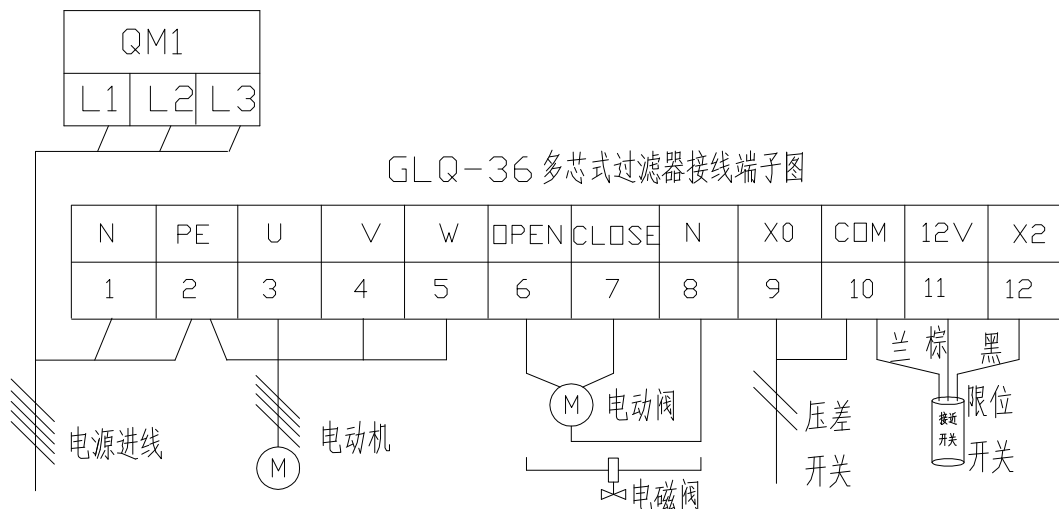 QM1
L1 L2 L3
GLQ-36 多芯式过滤器接线端子图
N PE U V W OPEN CLOSE N X0 COM 12V X2
1 2 3 4 5 6 7 8 9 10 11 12
兰 棕 黑
电源进线
电动机
M
M
电动阀
电磁阀
压差
开关
接近
开关
限位
开关